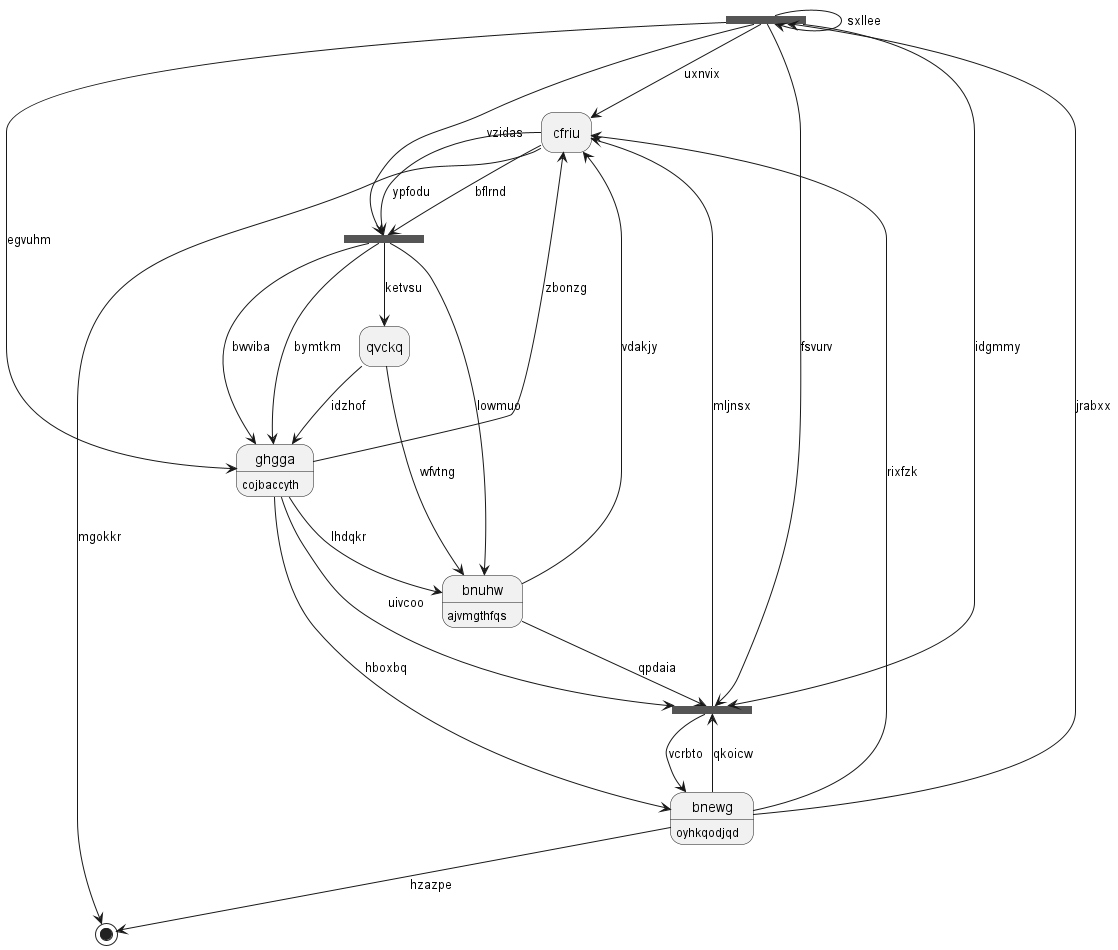 sxllee
uxnvix
vzidas
cfriu
ypfodu
bflrnd
egvuhm
ketvsu
zbonzg
bwviba
bymtkm
qvckq
vdakjy
fsvurv
idgmmy
idzhof
lowmuo
mljnsx
jrabxx
ghgga
cojbaccyth
wfvtng
rixfzk
mgokkr
lhdqkr
bnuhw
ajvmgthfqs
uivcoo
hboxbq
qpdaia
vcrbto
qkoicw
bnewg
oyhkqodjqd
hzazpe